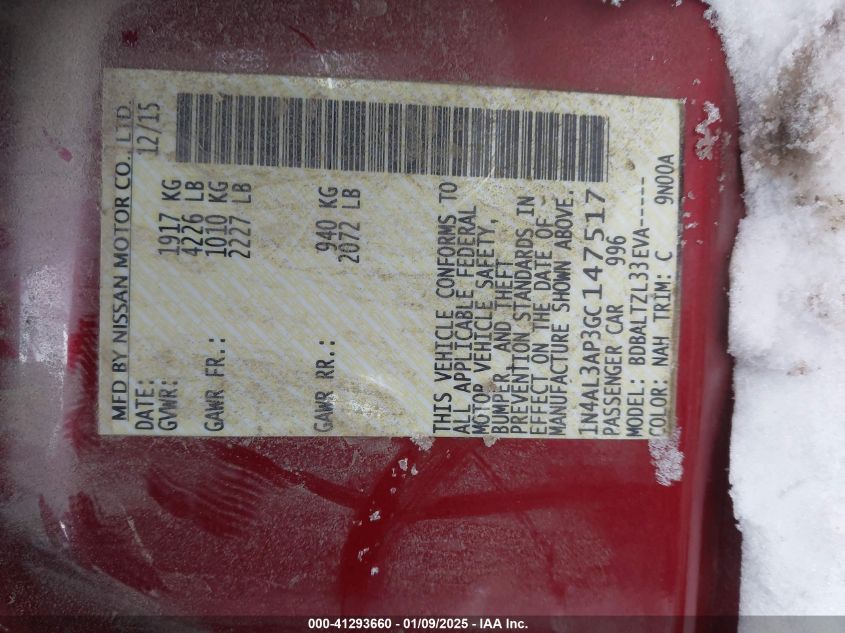 MFD BY NISSAN MOTOR CO., LTD.
DATE: 12/15
GVWR: 1917 KG
4226 LB
GAWR FR.: 1010 KG
2227 LB
GAWR RR.: 940 KG
2072 LB
THIS VEHICLE CONFORMS TO
ALL APPLICABLE FEDERAL
MOTOR VEHICLE SAFETY,
BUMPER, AND THEFT
PREVENTION STANDARDS IN
EFFECT ON THE DATE OF
MANUFACTURE SHOWN ABOVE.
1N4AL3AP3GC147517
PASSENGER CAR 996
MODEL: BDBALTZL33EVA-----
COLOR: NAH TRIM: C 9N00A
000-41293660 - 01/09/2025 - IAA Inc.